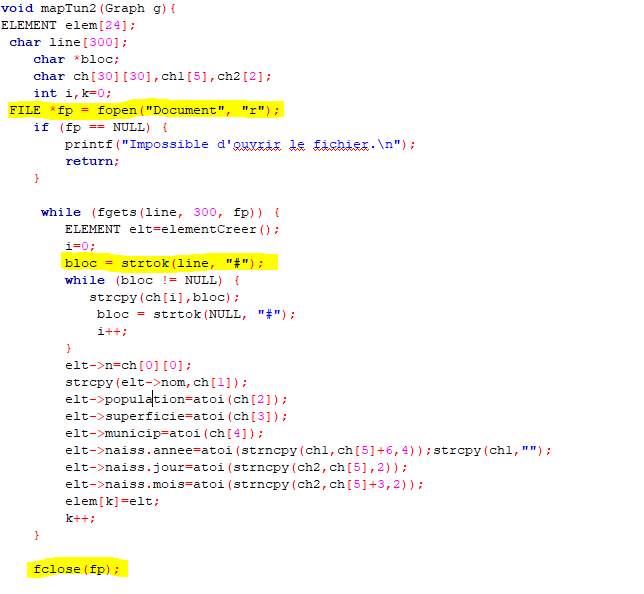 void mapTun2(Graph g){
ELEMENT elem[24];
char line[300];
char *bloc;
char ch[30][30],ch1[5],ch2[2];
int i,k=0;
FILE *fp = fopen("Document", "r");
if (fp == NULL) {
printf("Impossible d'ouvrir le fichier.\n");
return;
}
while (fgets(line, 300, fp)) {
ELEMENT elt=elementCreer();
i=0;
bloc = strtok(line, "#");
while (bloc != NULL) {
strcpy(ch[i],bloc);
bloc = strtok(NULL, "#");
i++;
}
elt->n=ch[0][0];
strcpy(elt->nom,ch[1]);
elt->population=atoi(ch[2]);
elt->superficie=atoi(ch[3]);
elt->municip=atoi(ch[4]);
elt->naiss.annee=atoi(strncpy(ch1,ch[5]+6,4));strcpy(ch1,"");
elt->naiss.jour=atoi(strncpy(ch2,ch[5],2));
elt->naiss.mois=atoi(strncpy(ch2,ch[5]+3,2));
elem[k]=elt;
k++;
}
fclose(fp);